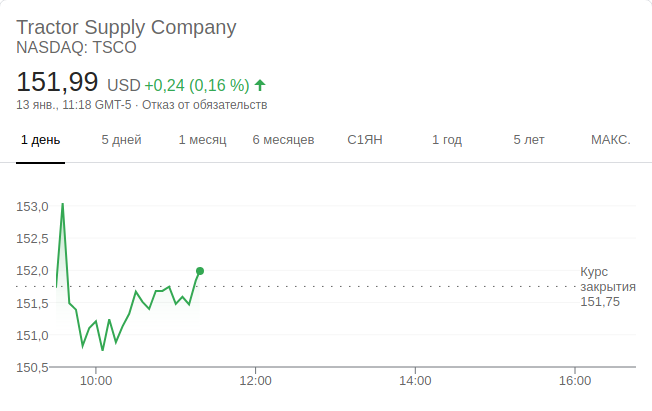 Tractor Supply Company
NASDAQ: TSCO
151,99 USD +0,24 (0,16 %)
13 янв., 11:18 GMT-5 · Отказ от обязательств
1 день 5 дней 1 месяц 6 месяцев С1ЯН 1 год 5 лет МАКС.
153,0
152,5
152,0
151,5
151,0
150,5
Курс
закрытия
151,75
10:00 12:00 14:00 16:00